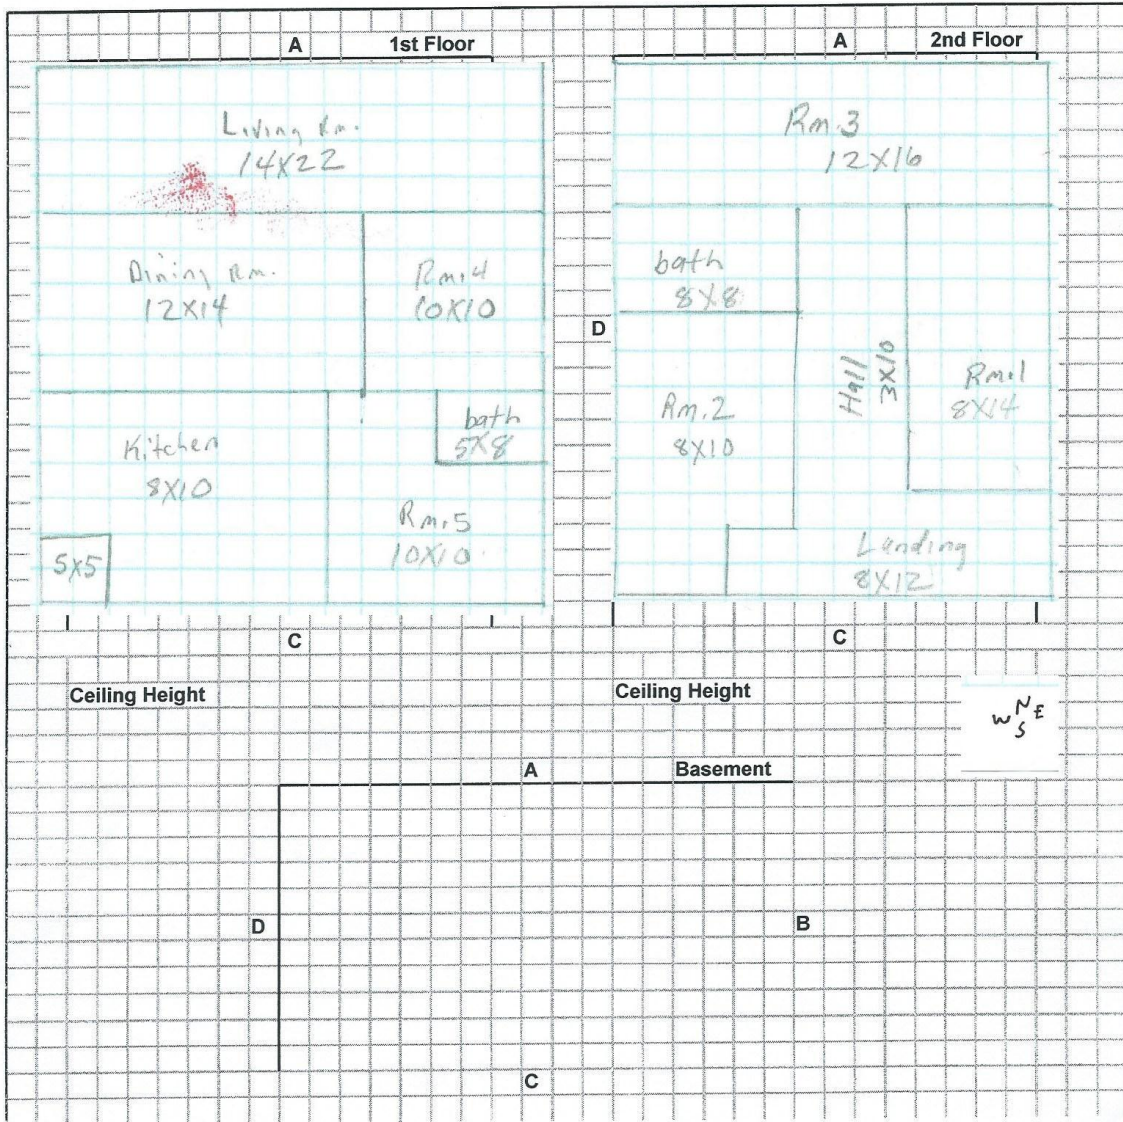 A 1st Floor
Living Rm.
14X22
Dining Rm.
12X14
Rm.4
10X10
Kitchen
8X10
bath
5X8
Rm.5
10X10
5X5
C
Ceiling Height
A 2nd Floor
Rm.3
12X16
bath
8X8
D
Hall
3X10
Rm.1
8X14
Rm.2
8X10
Landing
8X12
C
Ceiling Height
N
W E
S
A Basement
D
B
C